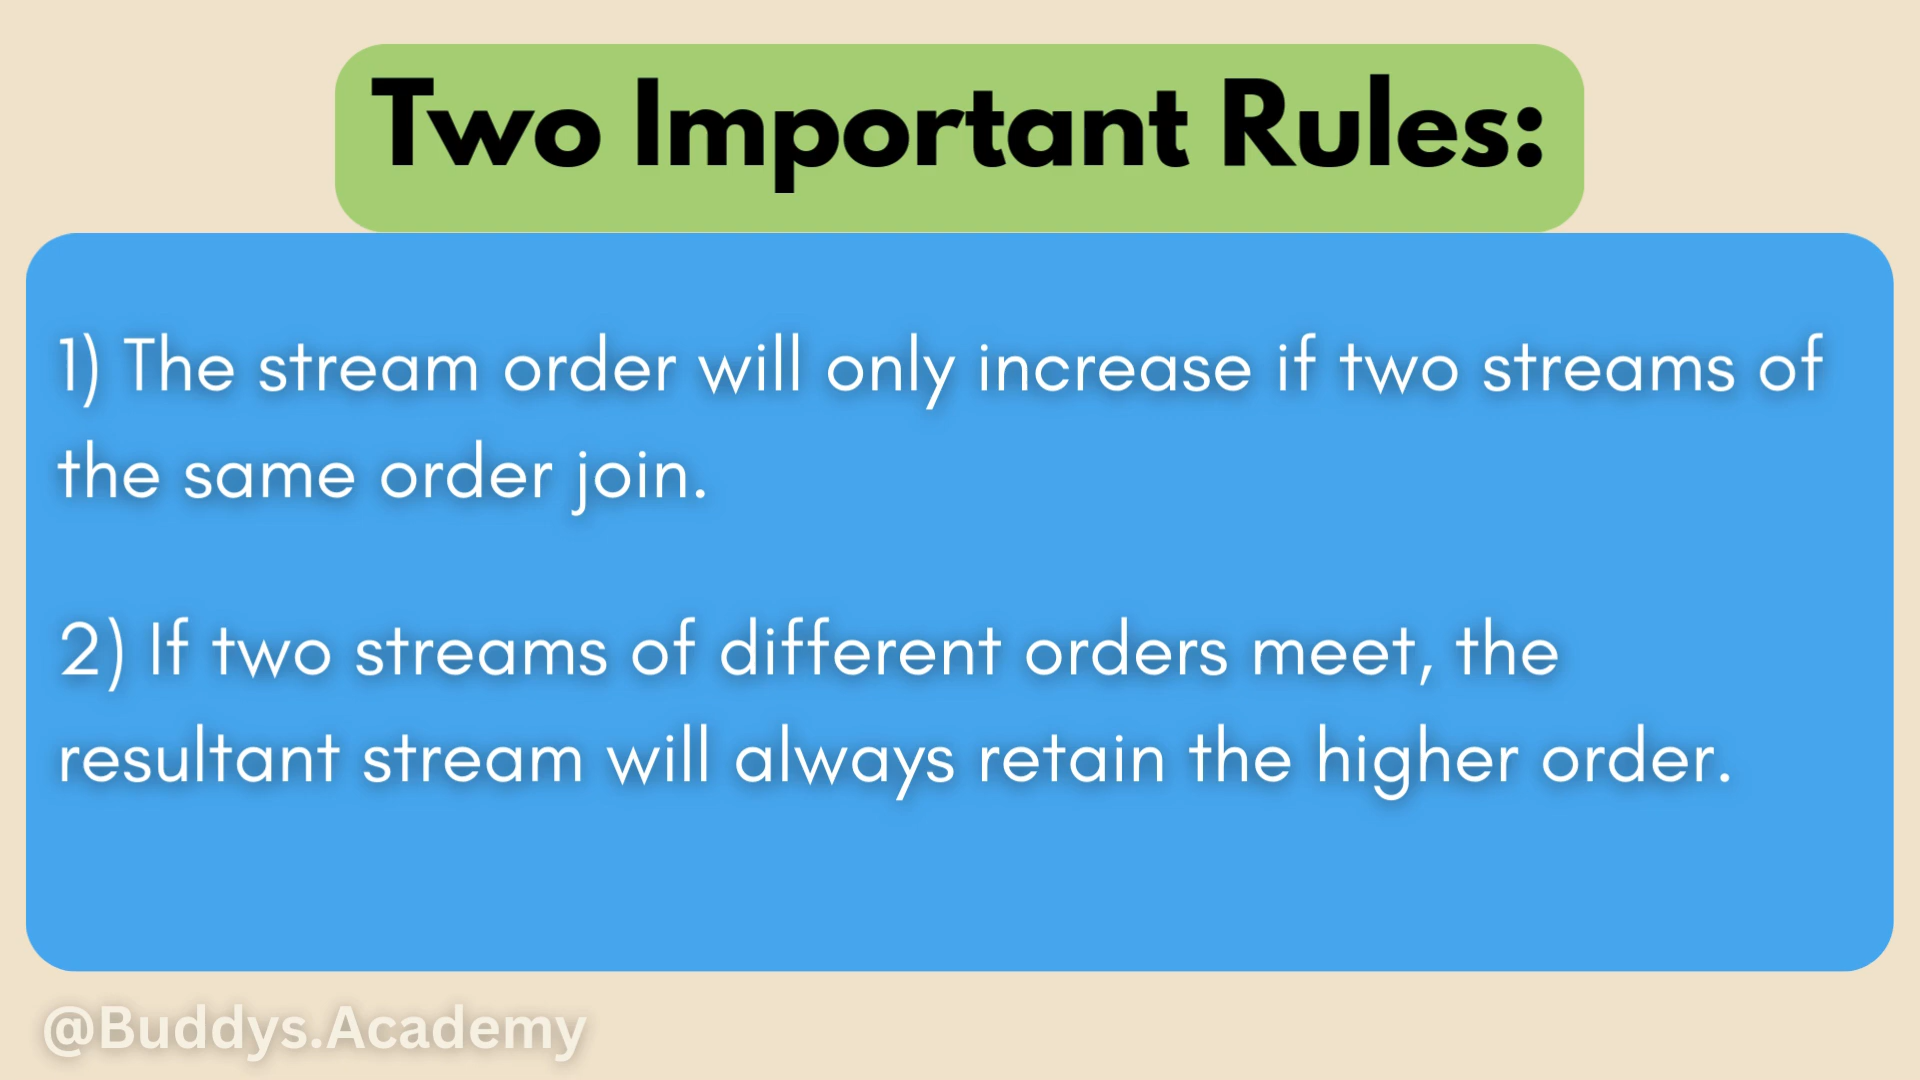 Two Important Rules:
1) The stream order will only increase if two streams of
the same order join.
2) If two streams of different orders meet, the
resultant stream will always retain the higher order.
@Buddys.Academy